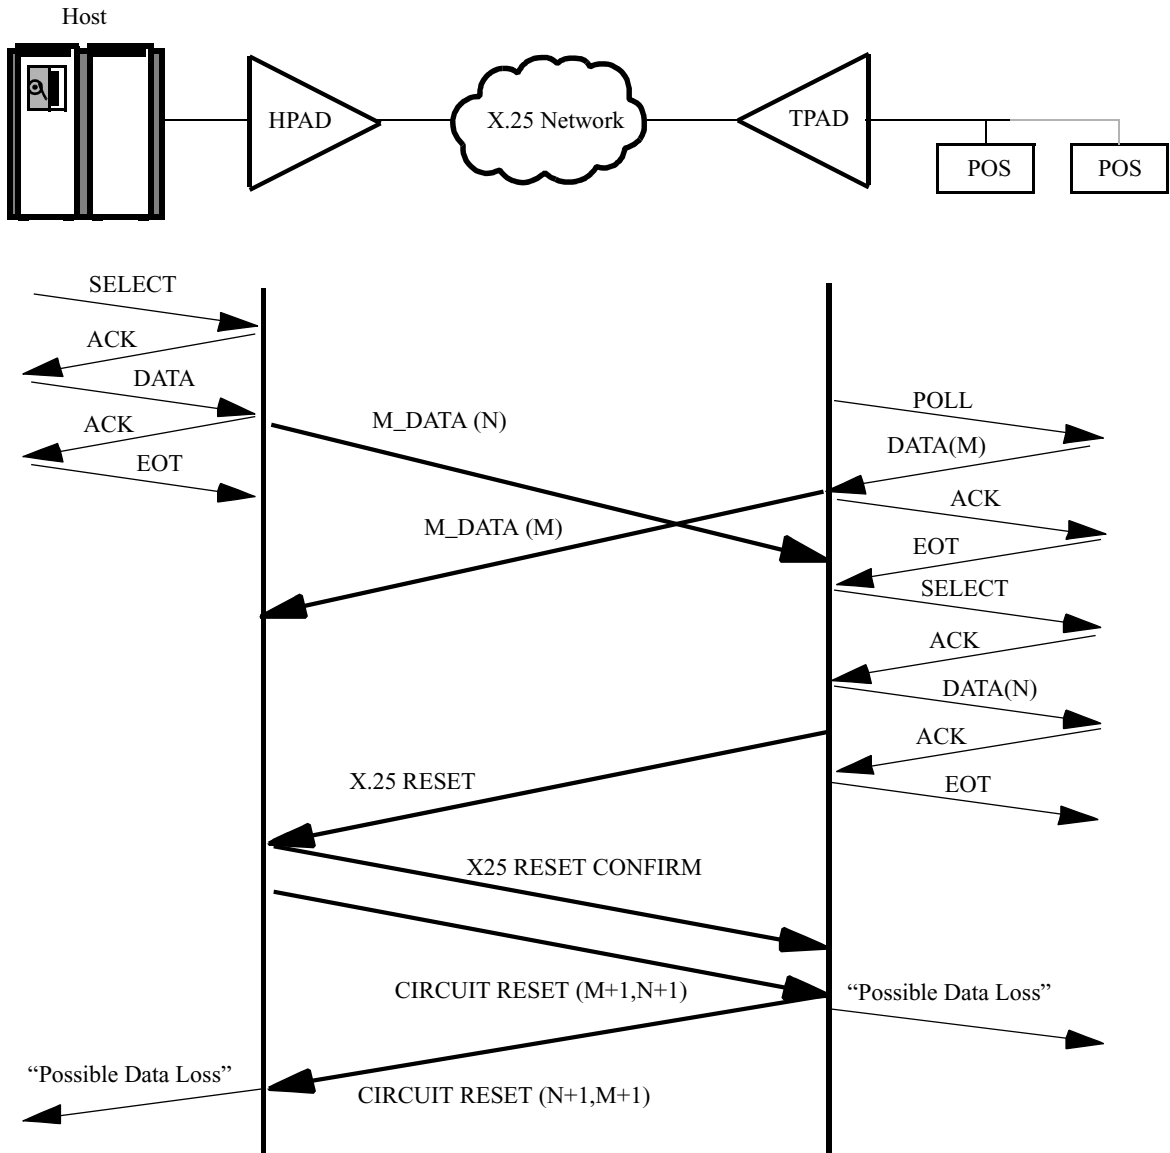 Host
HPAD
X.25 Network
TPAD
POS
POS
SELECT
ACK
DATA
ACK
EOT
M_DATA (N)
M_DATA (M)
POLL
DATA(M)
ACK
EOT
SELECT
ACK
DATA(N)
ACK
EOT
X.25 RESET
X25 RESET CONFIRM
CIRCUIT RESET (M+1,N+1)
“Possible Data Loss”
“Possible Data Loss”
CIRCUIT RESET (N+1,M+1)